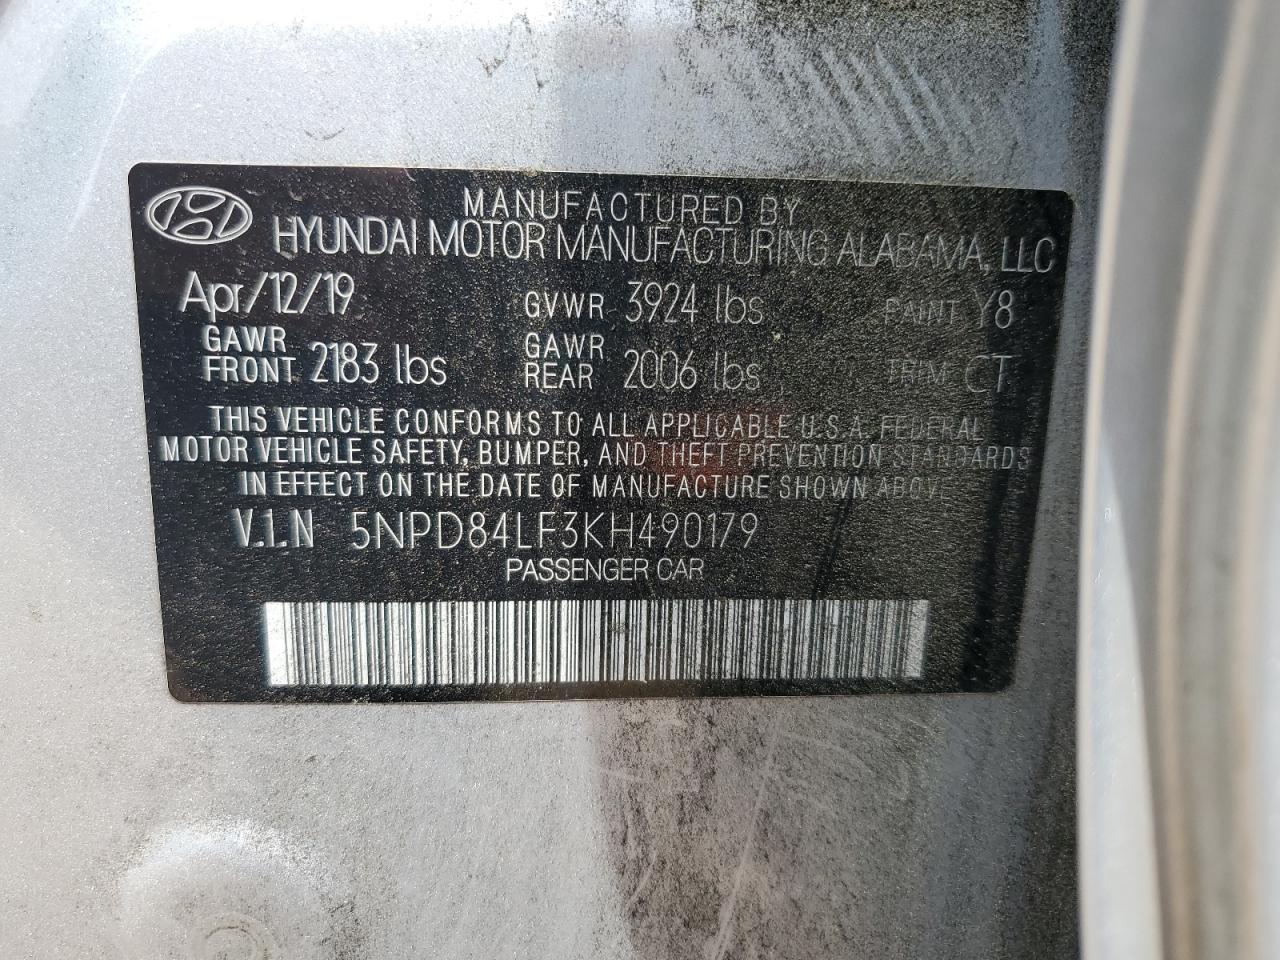 MANUFACTURED BY
HYUNDAI MOTOR MANUFACTURING ALABAMA, LLC
Apr/12/19 GVWR 3924 lbs PAINT Y8
GAWR FRONT 2183 lbs GAWR REAR 2006 lbs TRIM CT
THIS VEHICLE CONFORMS TO ALL APPLICABLE U.S.A. FEDERAL
MOTOR VEHICLE SAFETY, BUMPER, AND THEFT PREVENTION STANDARDS
IN EFFECT ON THE DATE OF MANUFACTURE SHOWN ABOVE
V.I.N 5NPD84LF3KH490179
PASSENGER CAR